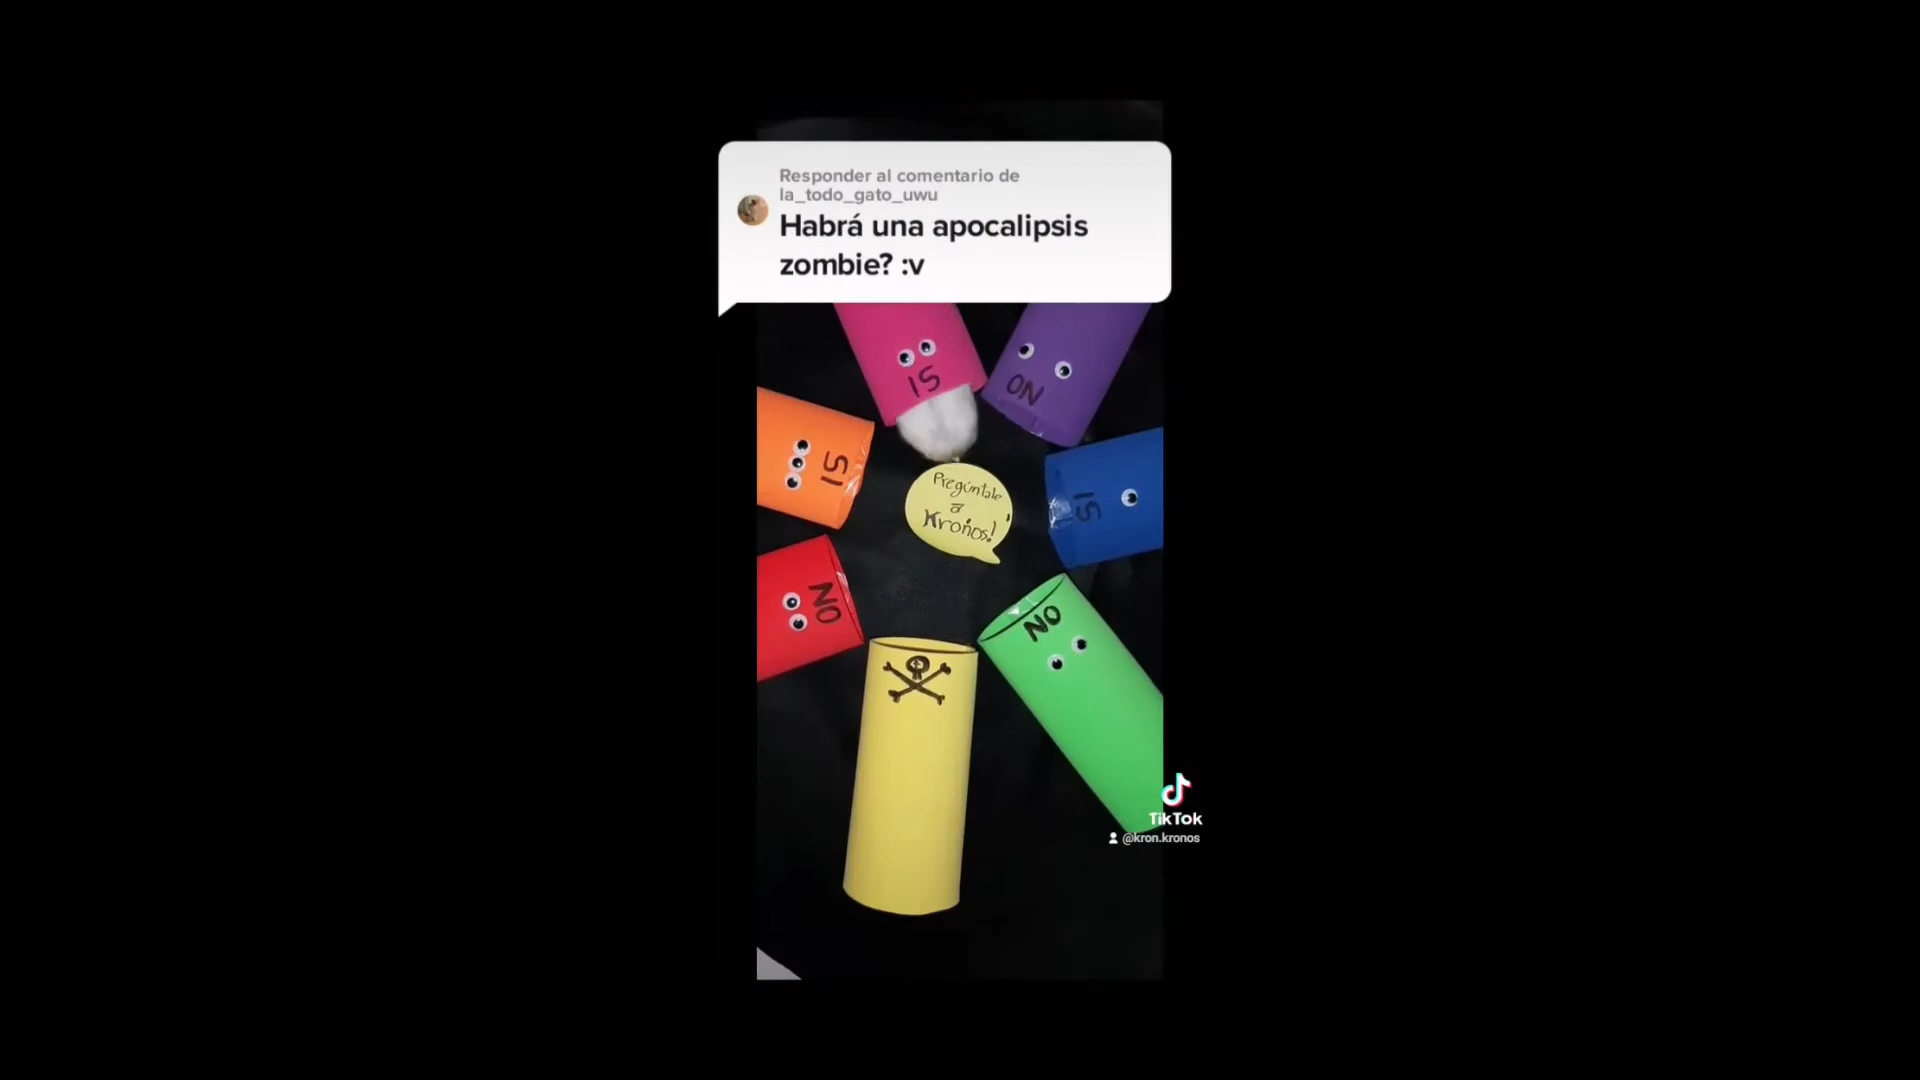 Responder al comentario de
la_todo_gato_uwu
Habrá una apocalipsis
zombie? :v
SI
NO
SI
SI
Pregúntale
a
Kronos!
NO
NO
TikTok
@kron.kronos